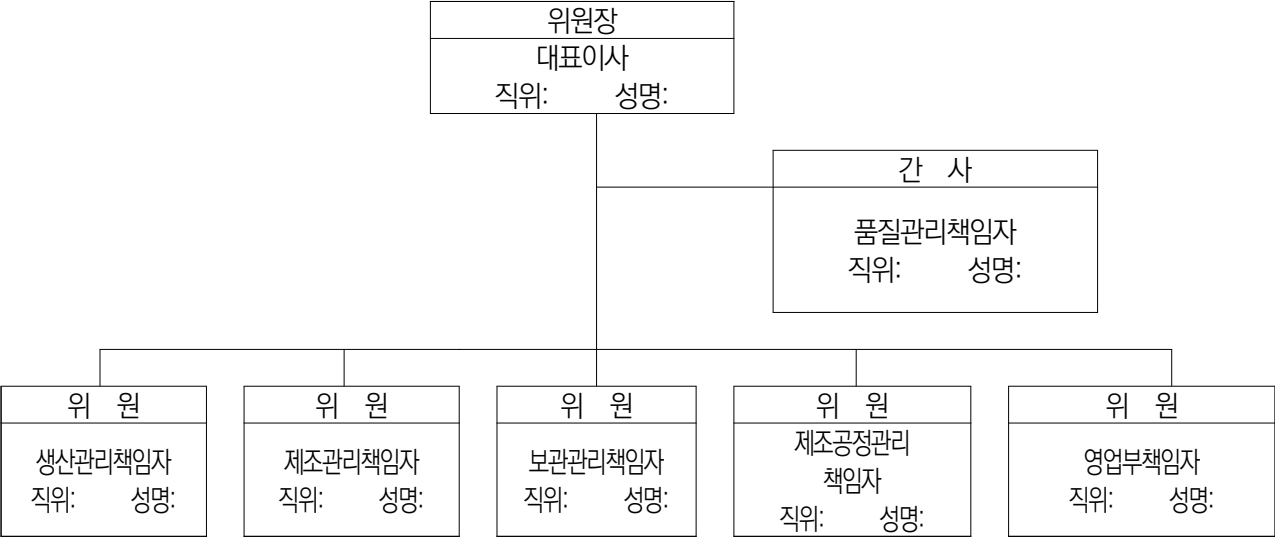 위원장
대표이사
직위: 성명:
간 사
품질관리책임자
직위: 성명:
위 원
생산관리책임자
직위: 성명:
위 원
제조관리책임자
직위: 성명:
위 원
보관관리책임자
직위: 성명:
위 원
제조공정관리
책임자
직위: 성명:
위 원
영업부책임자
직위: 성명: